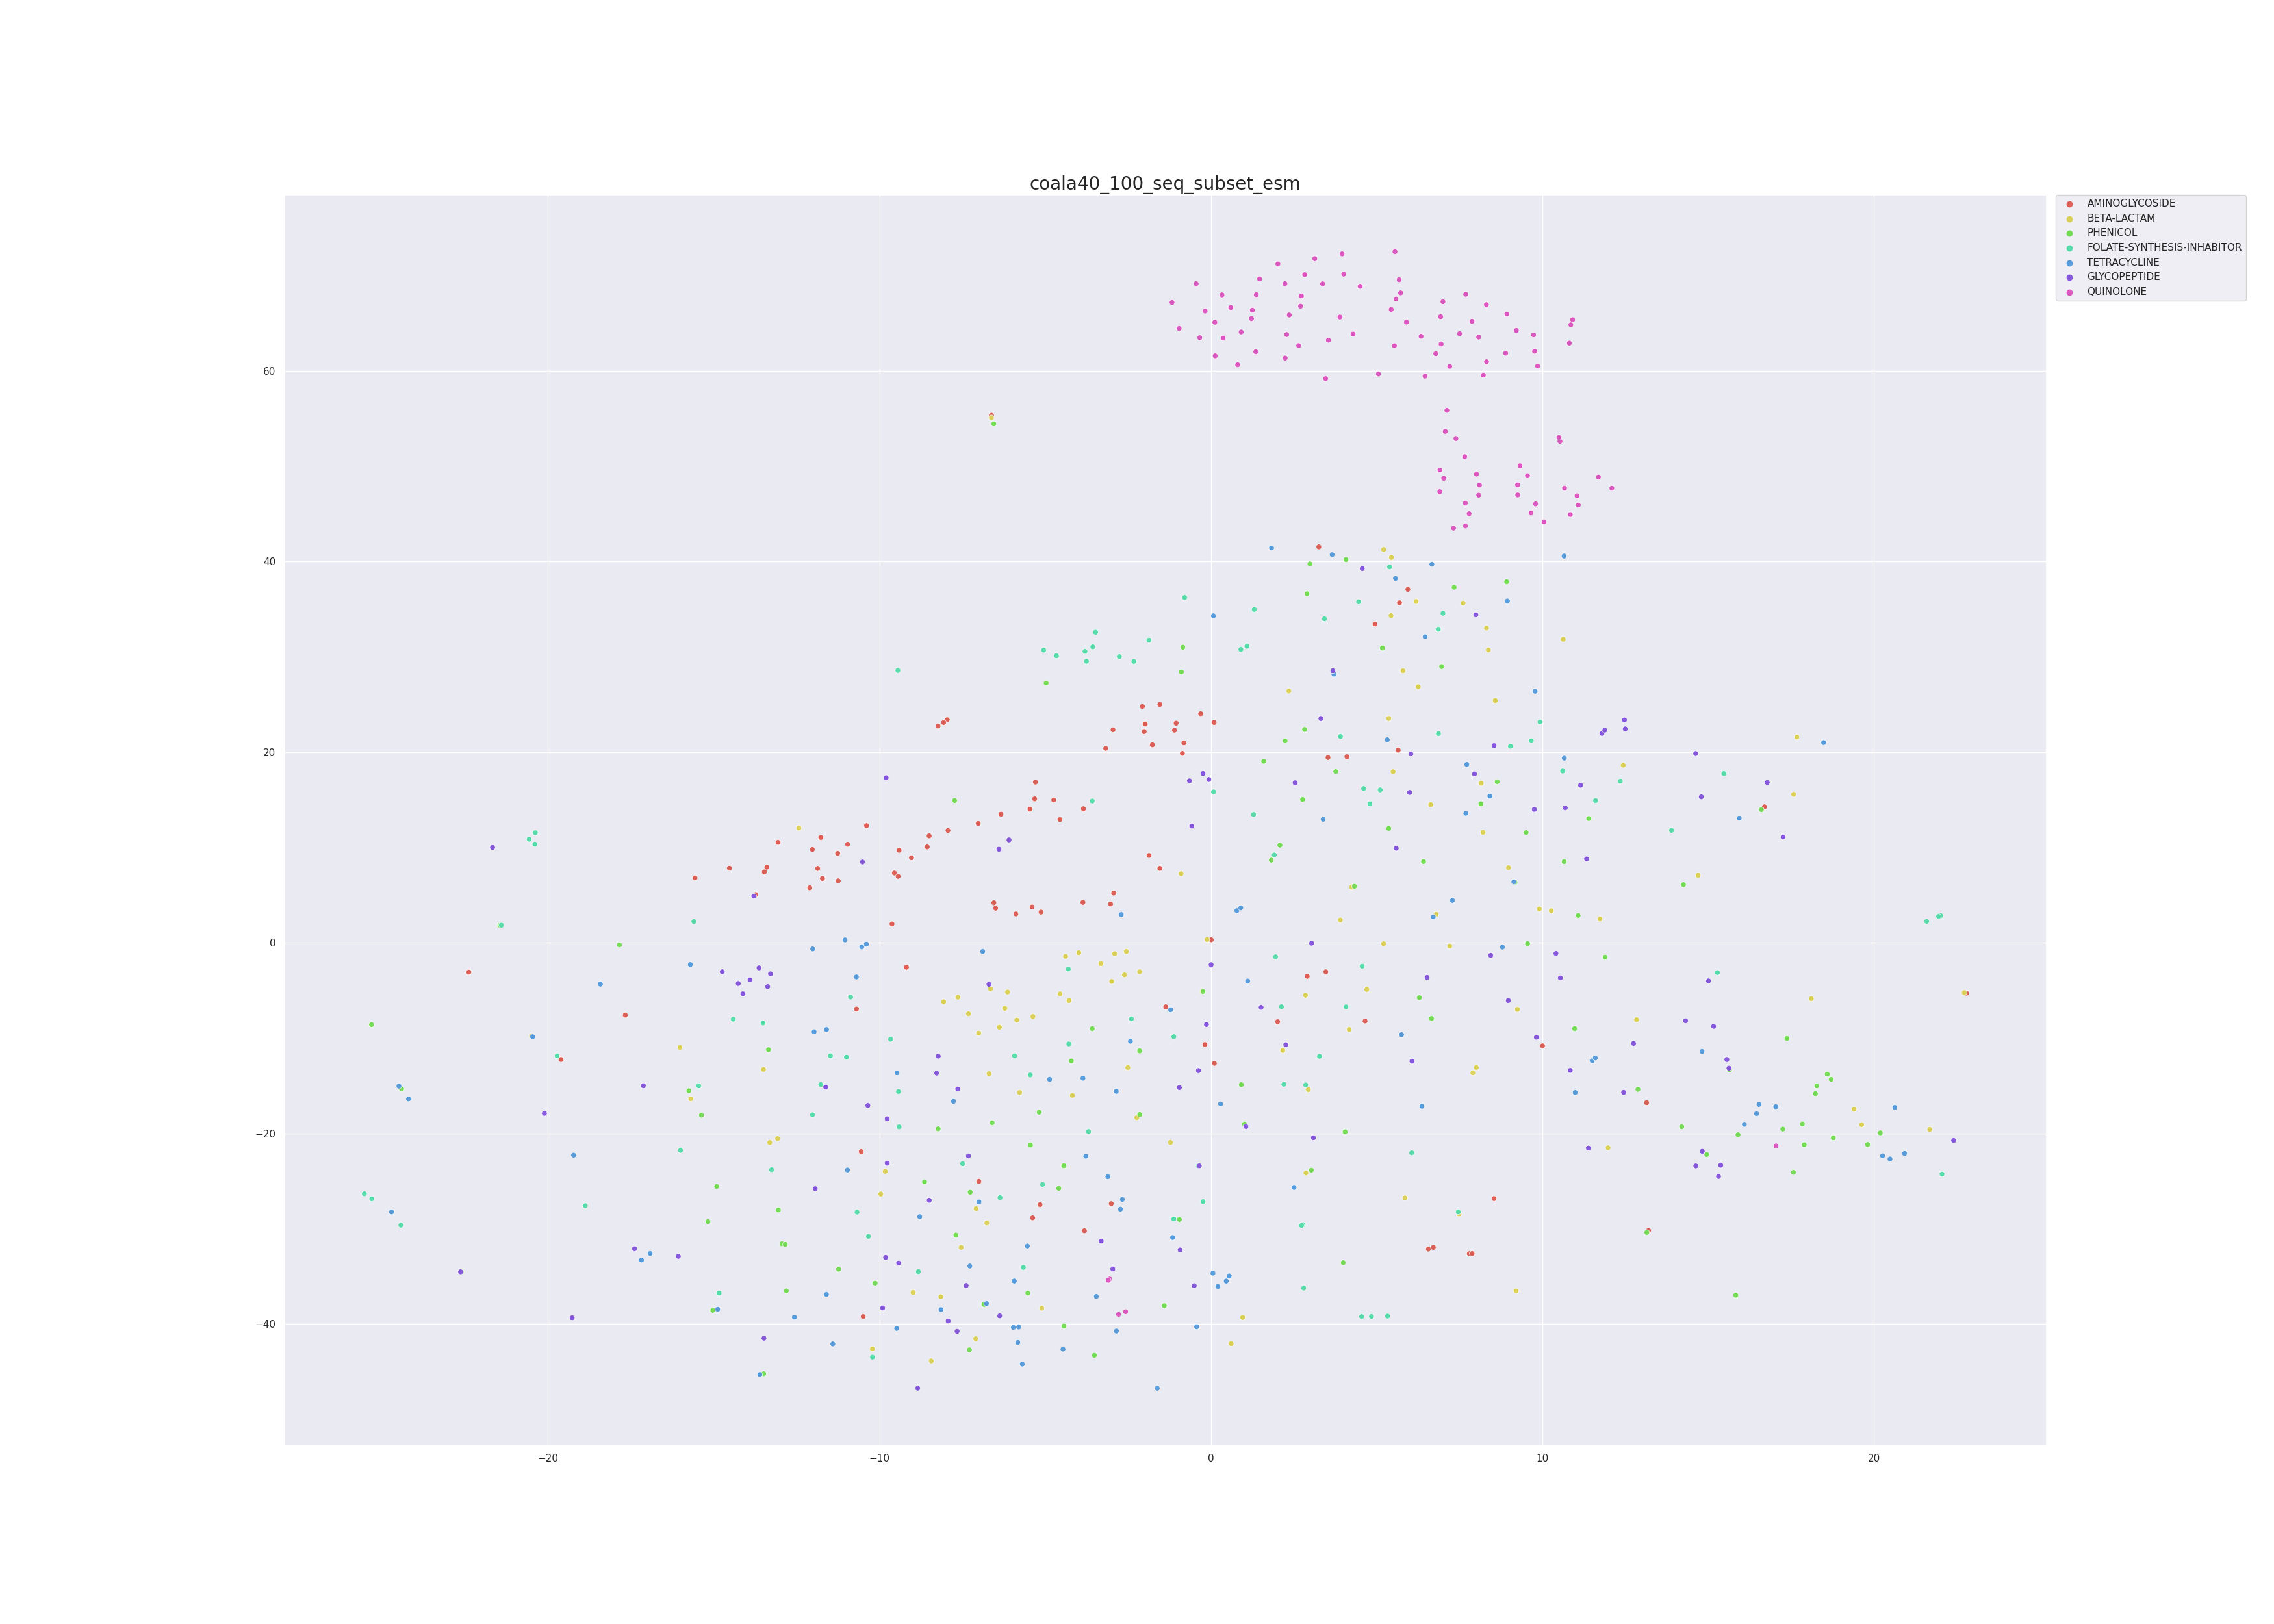 coala40_100_seq_subset_esm
AMINOGLYCOSIDE
BETA-LACTAM
PHENICOL
FOLATE-SYNTHESIS-INHABITOR
TETRACYCLINE
GLYCOPEPTIDE
QUINOLONE
60
40
20
0
−20
−40
−20 −10 0 10 20